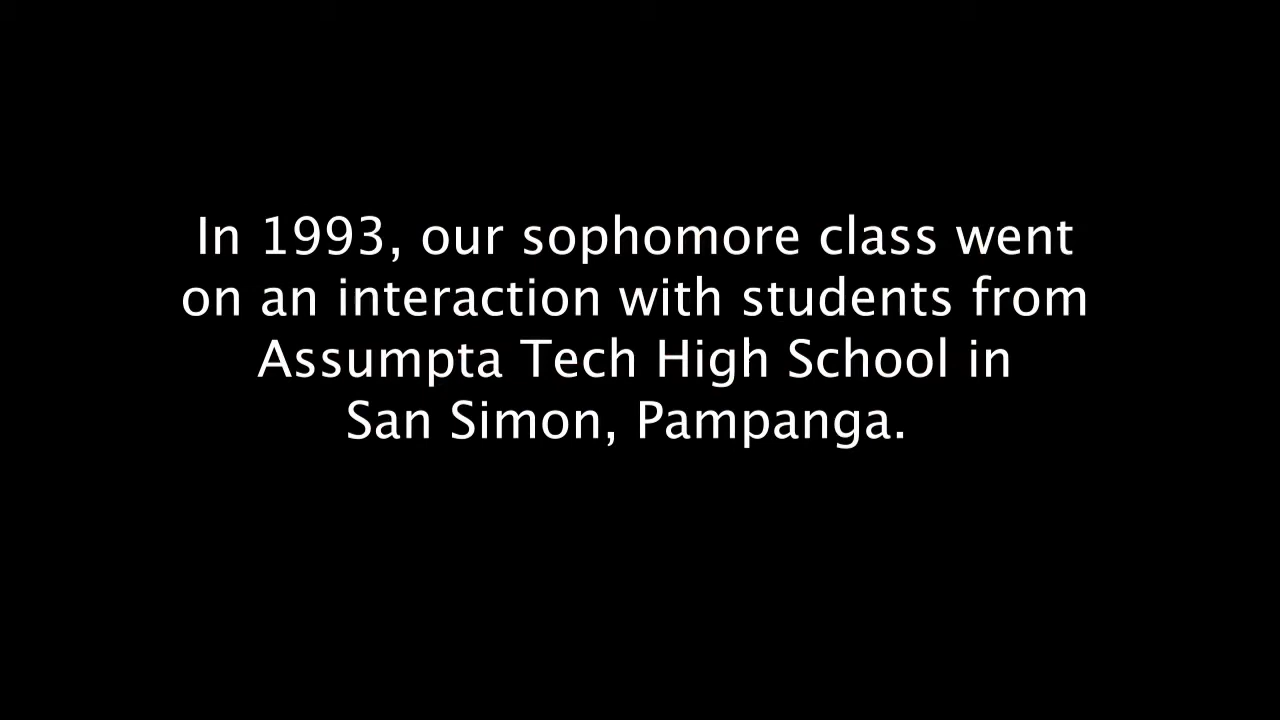 In 1993, our sophomore class went
on an interaction with students from
Assumpta Tech High School in
San Simon, Pampanga.